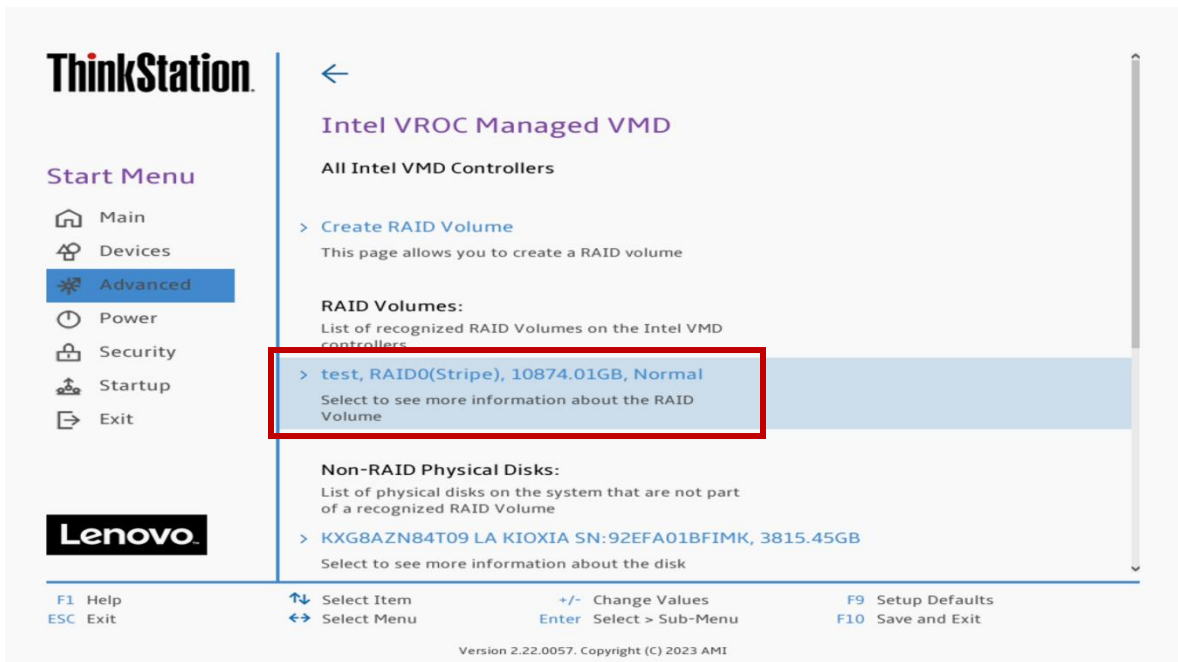 ThinkStation
Start Menu
Main
Devices
Advanced
Power
Security
Startup
Exit
Lenovo
Intel VROC Managed VMD
All Intel VMD Controllers
> Create RAID Volume
This page allows you to create a RAID volume
RAID Volumes:
List of recognized RAID Volumes on the Intel VMD
controllers
> test, RAID0(Stripe), 10874.01GB, Normal
Select to see more information about the RAID
Volume
Non-RAID Physical Disks:
List of physical disks on the system that are not part
of a recognized RAID Volume
> KXG8AZN84T09 LA KIOXIA SN:92EFA01BFIMK, 3815.45GB
Select to see more information about the disk
F1 Help ↑↓ Select Item +/- Change Values F9 Setup Defaults
ESC Exit ←→ Select Menu Enter Select > Sub-Menu F10 Save and Exit
Version 2.22.0057. Copyright (C) 2023 AMI